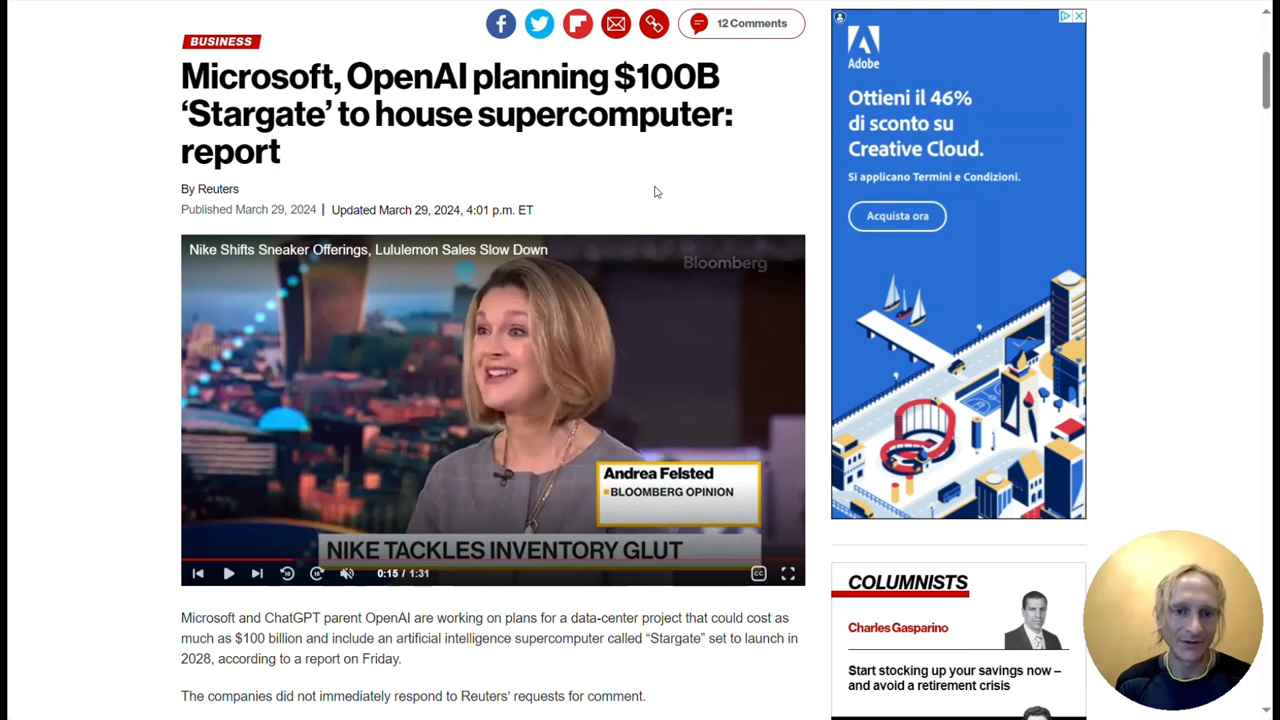 12 Comments
BUSINESS
Microsoft, OpenAI planning $100B
‘Stargate’ to house supercomputer:
report
By Reuters
Published March 29, 2024 | Updated March 29, 2024, 4:01 p.m. ET
Nike Shifts Sneaker Offerings, Lululemon Sales Slow Down
Bloomberg
Andrea Felsted
BLOOMBERG OPINION
NIKE TACKLES INVENTORY GLUT
10
10
0:15 / 1:31
CC
Microsoft and ChatGPT parent OpenAI are working on plans for a data-center project that could cost as
much as $100 billion and include an artificial intelligence supercomputer called “Stargate” set to launch in
2028, according to a report on Friday.
The companies did not immediately respond to Reuters’ requests for comment.
Adobe
Ottieni il 46%
di sconto su
Creative Cloud.
Si applicano Termini e Condizioni.
Acquista ora
COLUMNISTS
Charles Gasparino
Start stocking up your savings now –
and avoid a retirement crisis